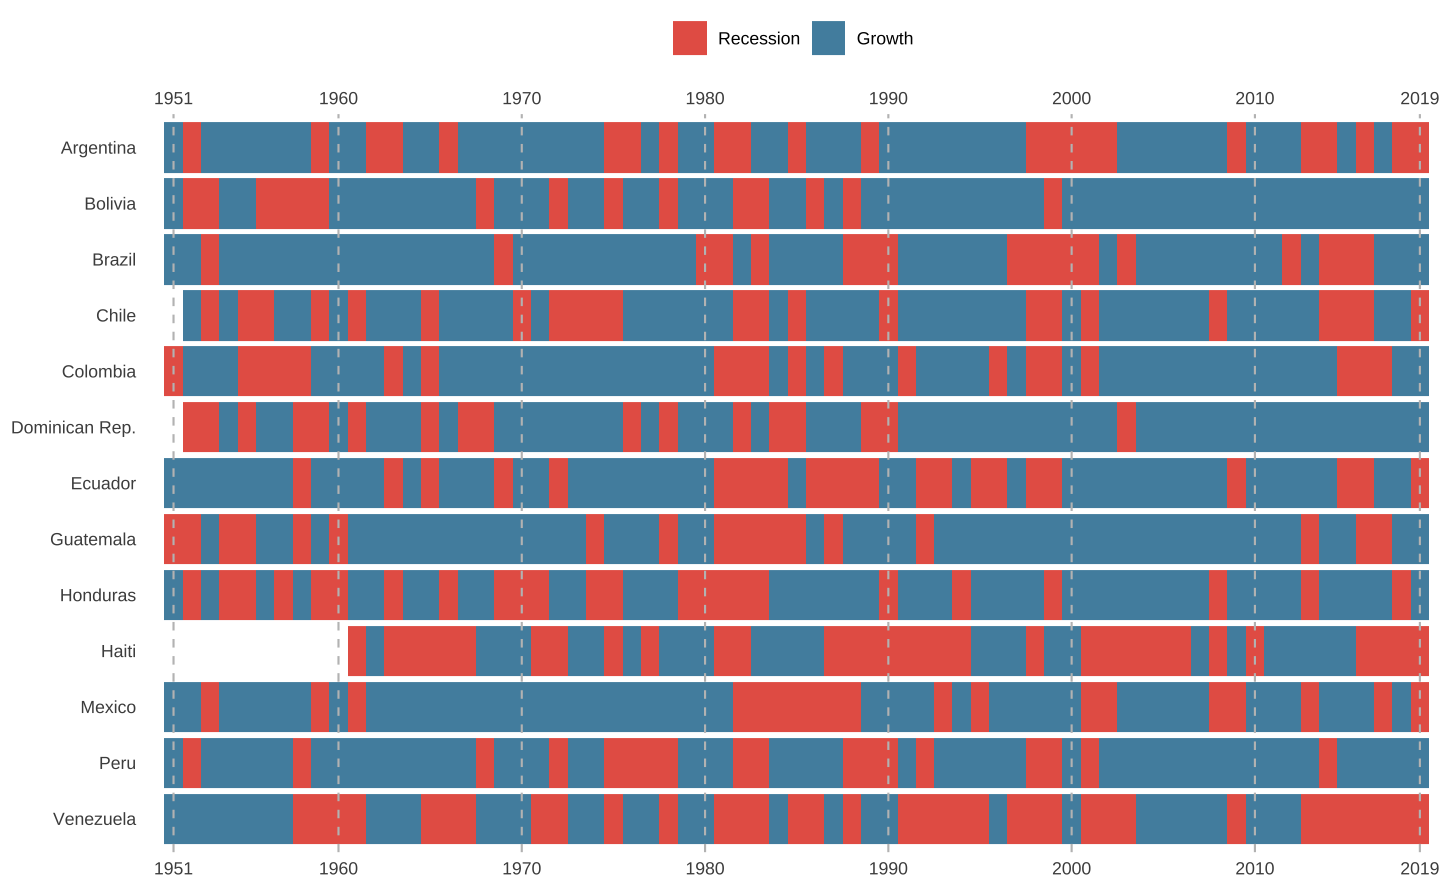 Recession Growth
1951 1960 1970 1980 1990 2000 2010 2019
Argentina
Bolivia
Brazil
Chile
Colombia
Dominican Rep.
Ecuador
Guatemala
Honduras
Haiti
Mexico
Peru
Venezuela
1951 1960 1970 1980 1990 2000 2010 2019